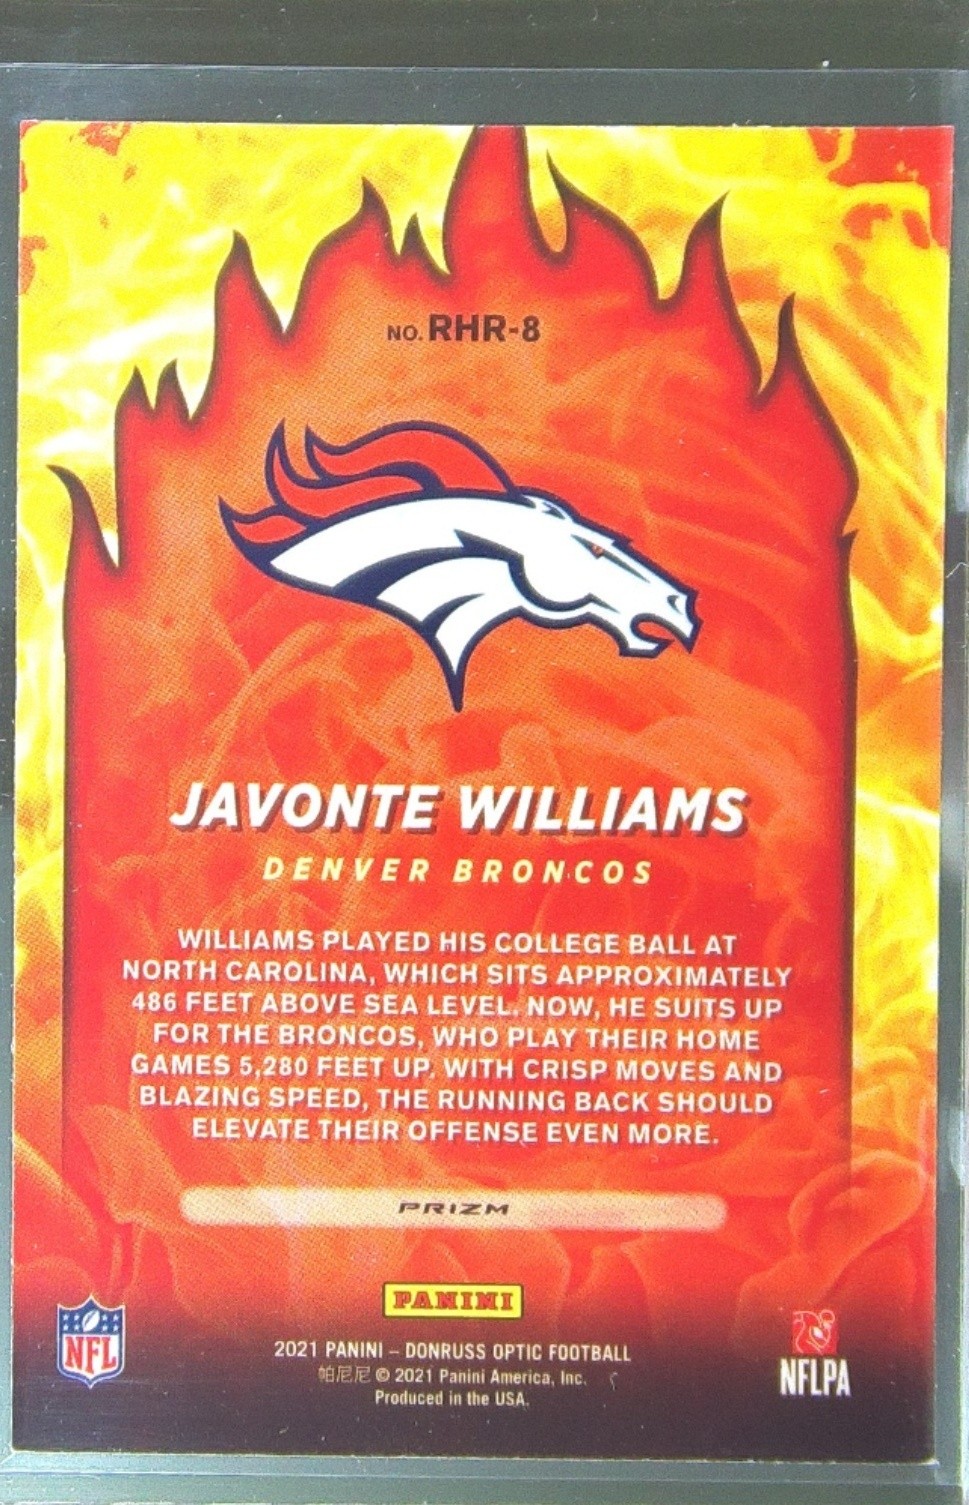 NO. RHR-8
JAVONTE WILLIAMS
DENVER BRONCOS
WILLIAMS PLAYED HIS COLLEGE BALL AT
NORTH CAROLINA, WHICH SITS APPROXIMATELY
486 FEET ABOVE SEA LEVEL. NOW, HE SUITS UP
FOR THE BRONCOS, WHO PLAY THEIR HOME
GAMES 5,280 FEET UP. WITH CRISP MOVES AND
BLAZING SPEED, THE RUNNING BACK SHOULD
ELEVATE THEIR OFFENSE EVEN MORE.
PRIZM
PANINI
NFL
2021 PANINI – DONRUSS OPTIC FOOTBALL
帕尼尼 © 2021 Panini America, Inc.
Produced in the USA.
NFLPA